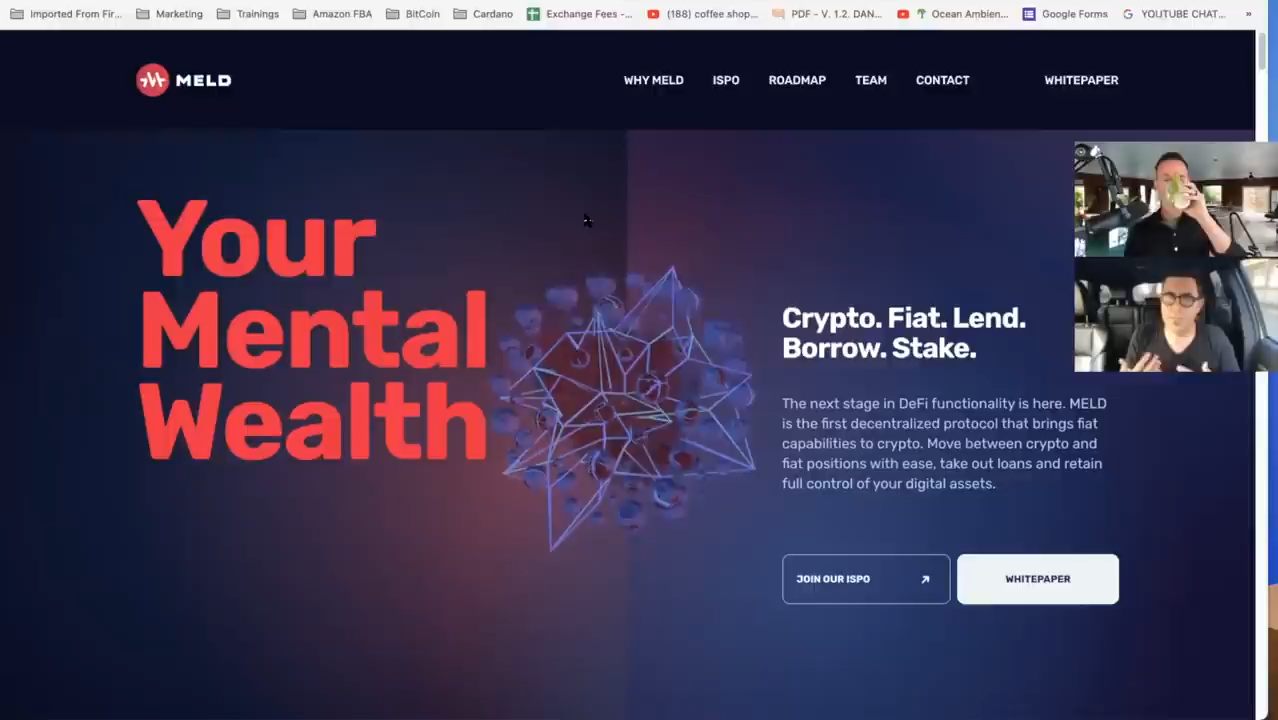 Imported From Fir... Marketing Trainings Amazon FBA BitCoin Cardano Exchange Fees -... (188) coffee shop... PDF - V. 1.2. DAN... Ocean Ambien... Google Forms YOUTUBE CHAT... »
MELD WHY MELD ISPO ROADMAP TEAM CONTACT WHITEPAPER
Your
Mental
Wealth
Crypto. Fiat. Lend.
Borrow. Stake.
The next stage in DeFi functionality is here. MELD
is the first decentralized protocol that brings fiat
capabilities to crypto. Move between crypto and
fiat positions with ease, take out loans and retain
full control of your digital assets.
JOIN OUR ISPO WHITEPAPER